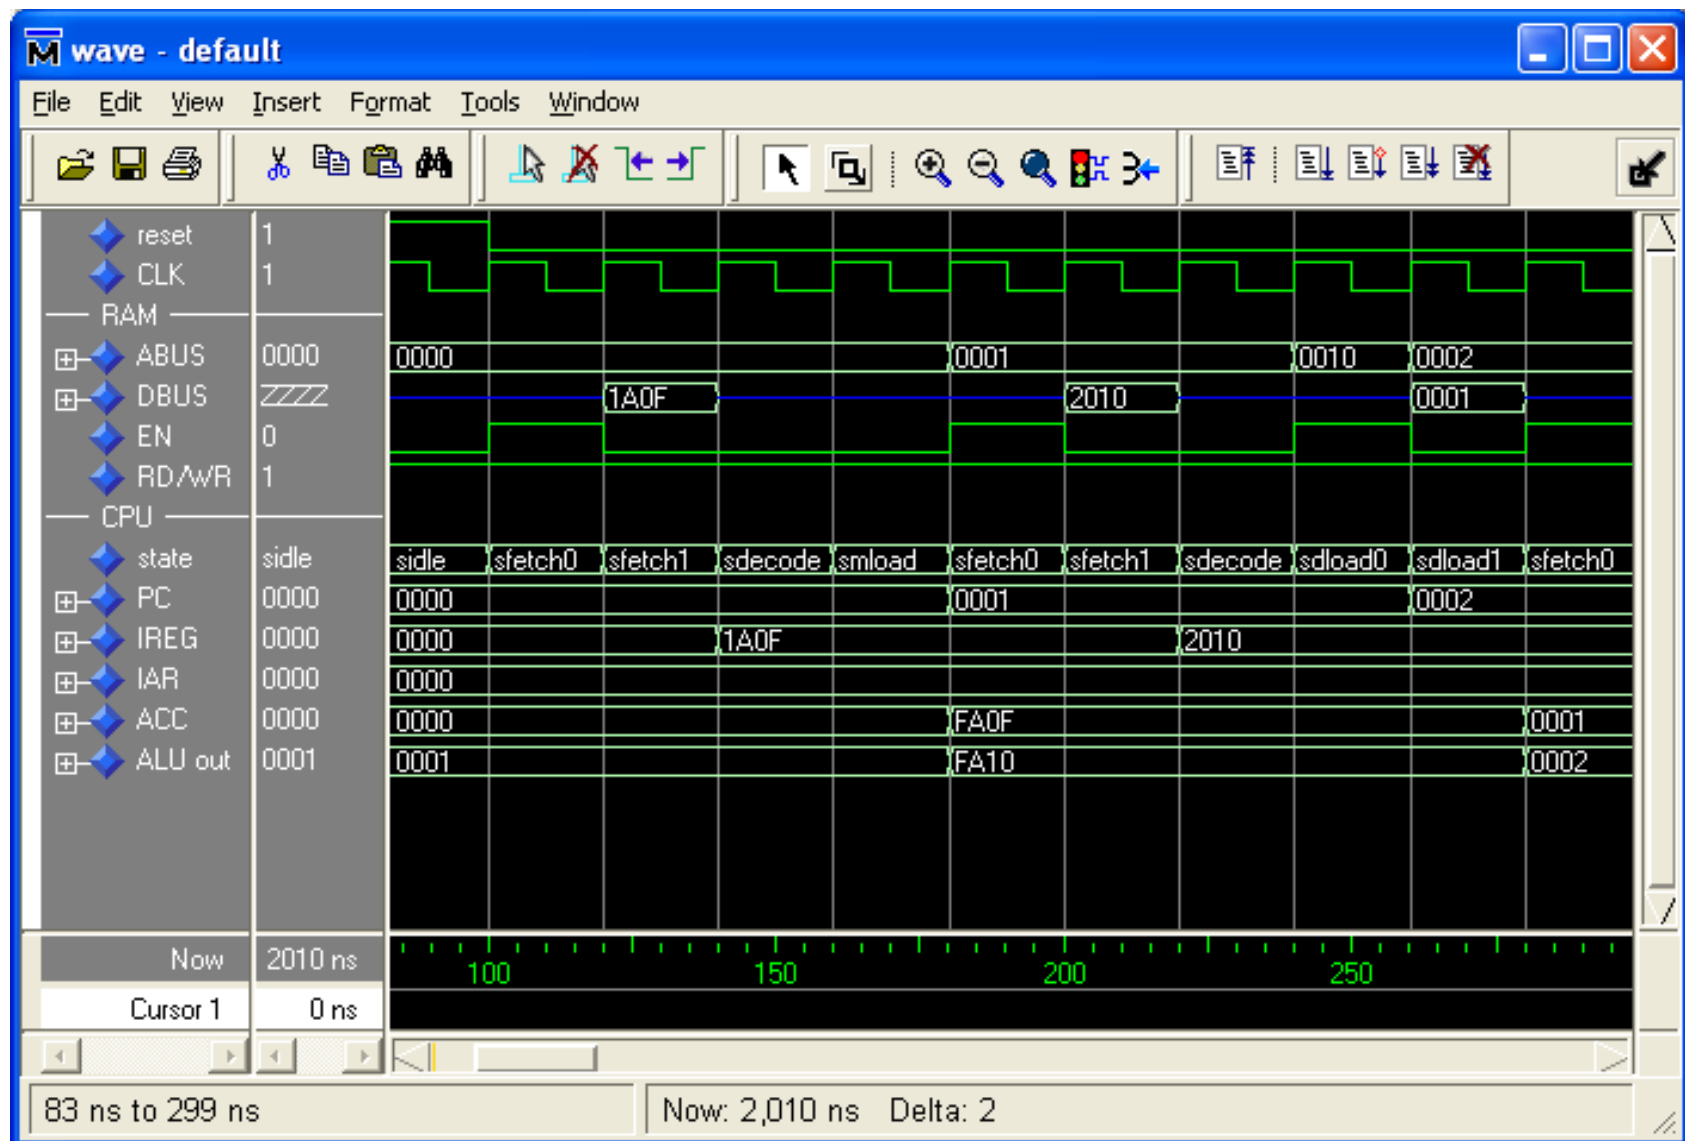 wave - default
File Edit View Insert Format Tools Window
reset 1
CLK 1
RAM
ABUS 0000 0000 0001 0010 0002
DBUS ZZZZ 1A0F 2010 0001
EN 0
RD/WR 1
CPU
state sidle sidle sfetch0 sfetch1 sdecode smload sfetch0 sfetch1 sdecode sdload0 sdload1 sfetch0
PC 0000 0000 0001 0002
IREG 0000 0000 1A0F 2010
IAR 0000 0000
ACC 0000 0000 FA0F 0001
ALU out 0001 0001 FA10 0002
Now 2010 ns 100 150 200 250
Cursor 1 0 ns
83 ns to 299 ns Now: 2,010 ns Delta: 2